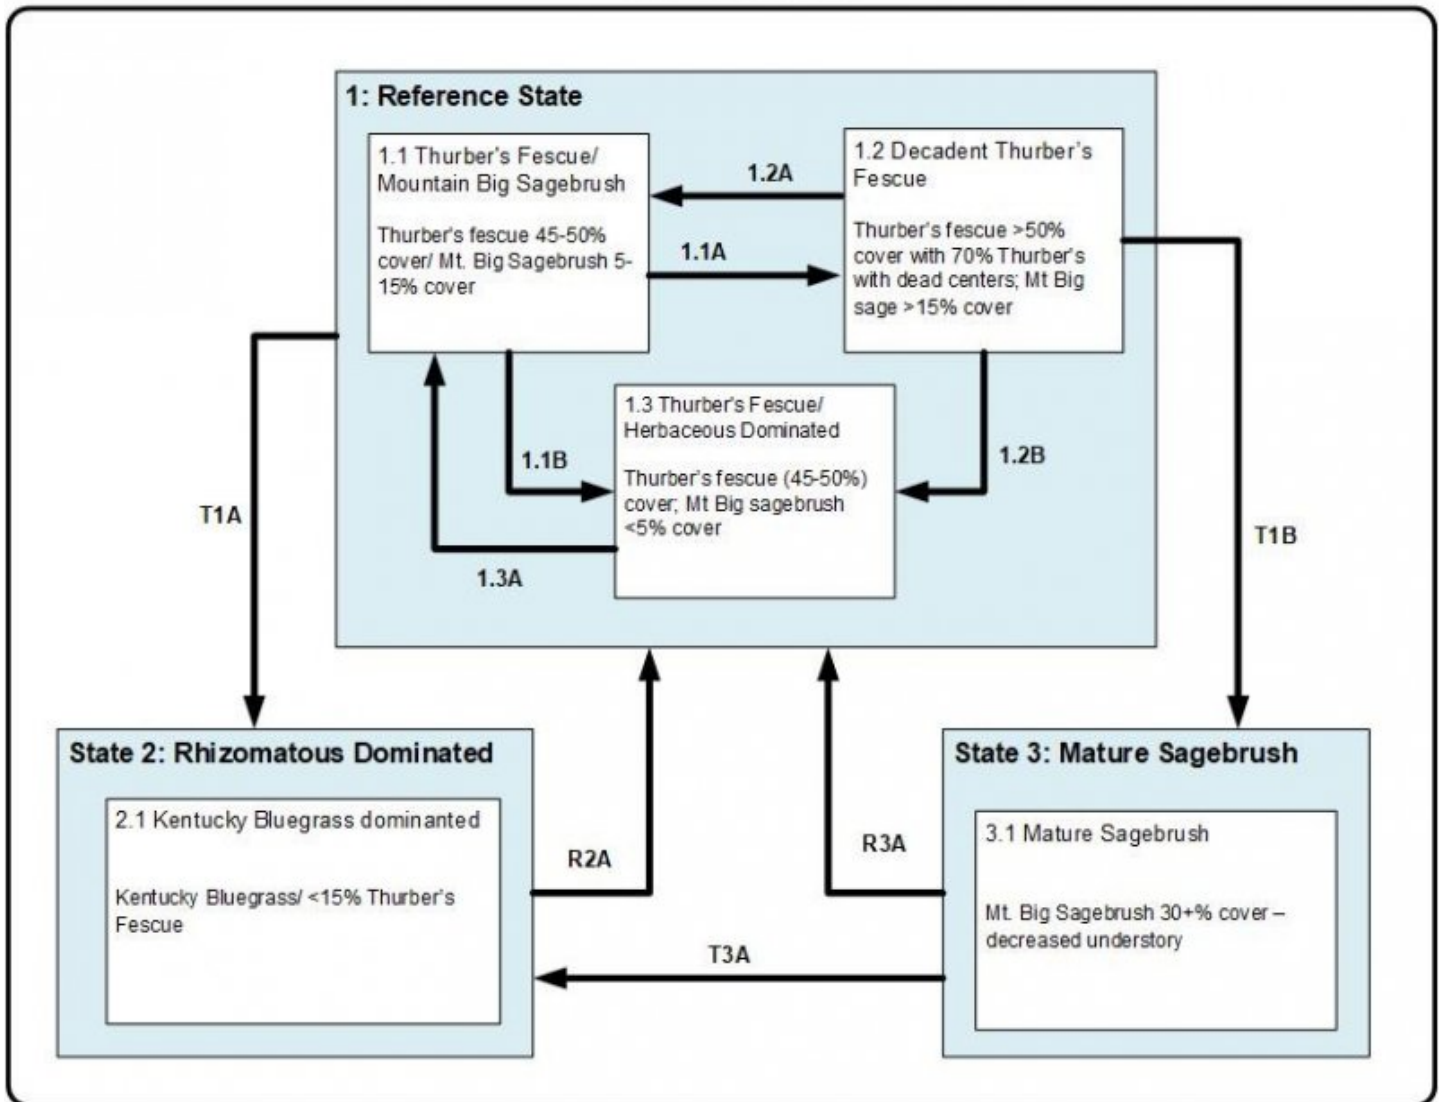 1: Reference State
1.1 Thurber's Fescue/
Mountain Big Sagebrush
Thurber's fescue 45-50%
cover/ Mt. Big Sagebrush 5-
15% cover
1.2A
1.1A
1.2 Decadent Thurber's
Fescue
Thurber's fescue >50%
cover with 70% Thurber's
with dead centers; Mt Big
sage >15% cover
1.3 Thurber's Fescue/
Herbaceous Dominated
Thurber's fescue (45-50%)
cover; Mt Big sagebrush
<5% cover
1.1B
1.2B
1.3A
T1A
T1B
State 2: Rhizomatous Dominated
2.1 Kentucky Bluegrass dominanted
Kentucky Bluegrass/ <15% Thurber's
Fescue
R2A
R3A
T3A
State 3: Mature Sagebrush
3.1 Mature Sagebrush
Mt. Big Sagebrush 30+% cover –
decreased understory